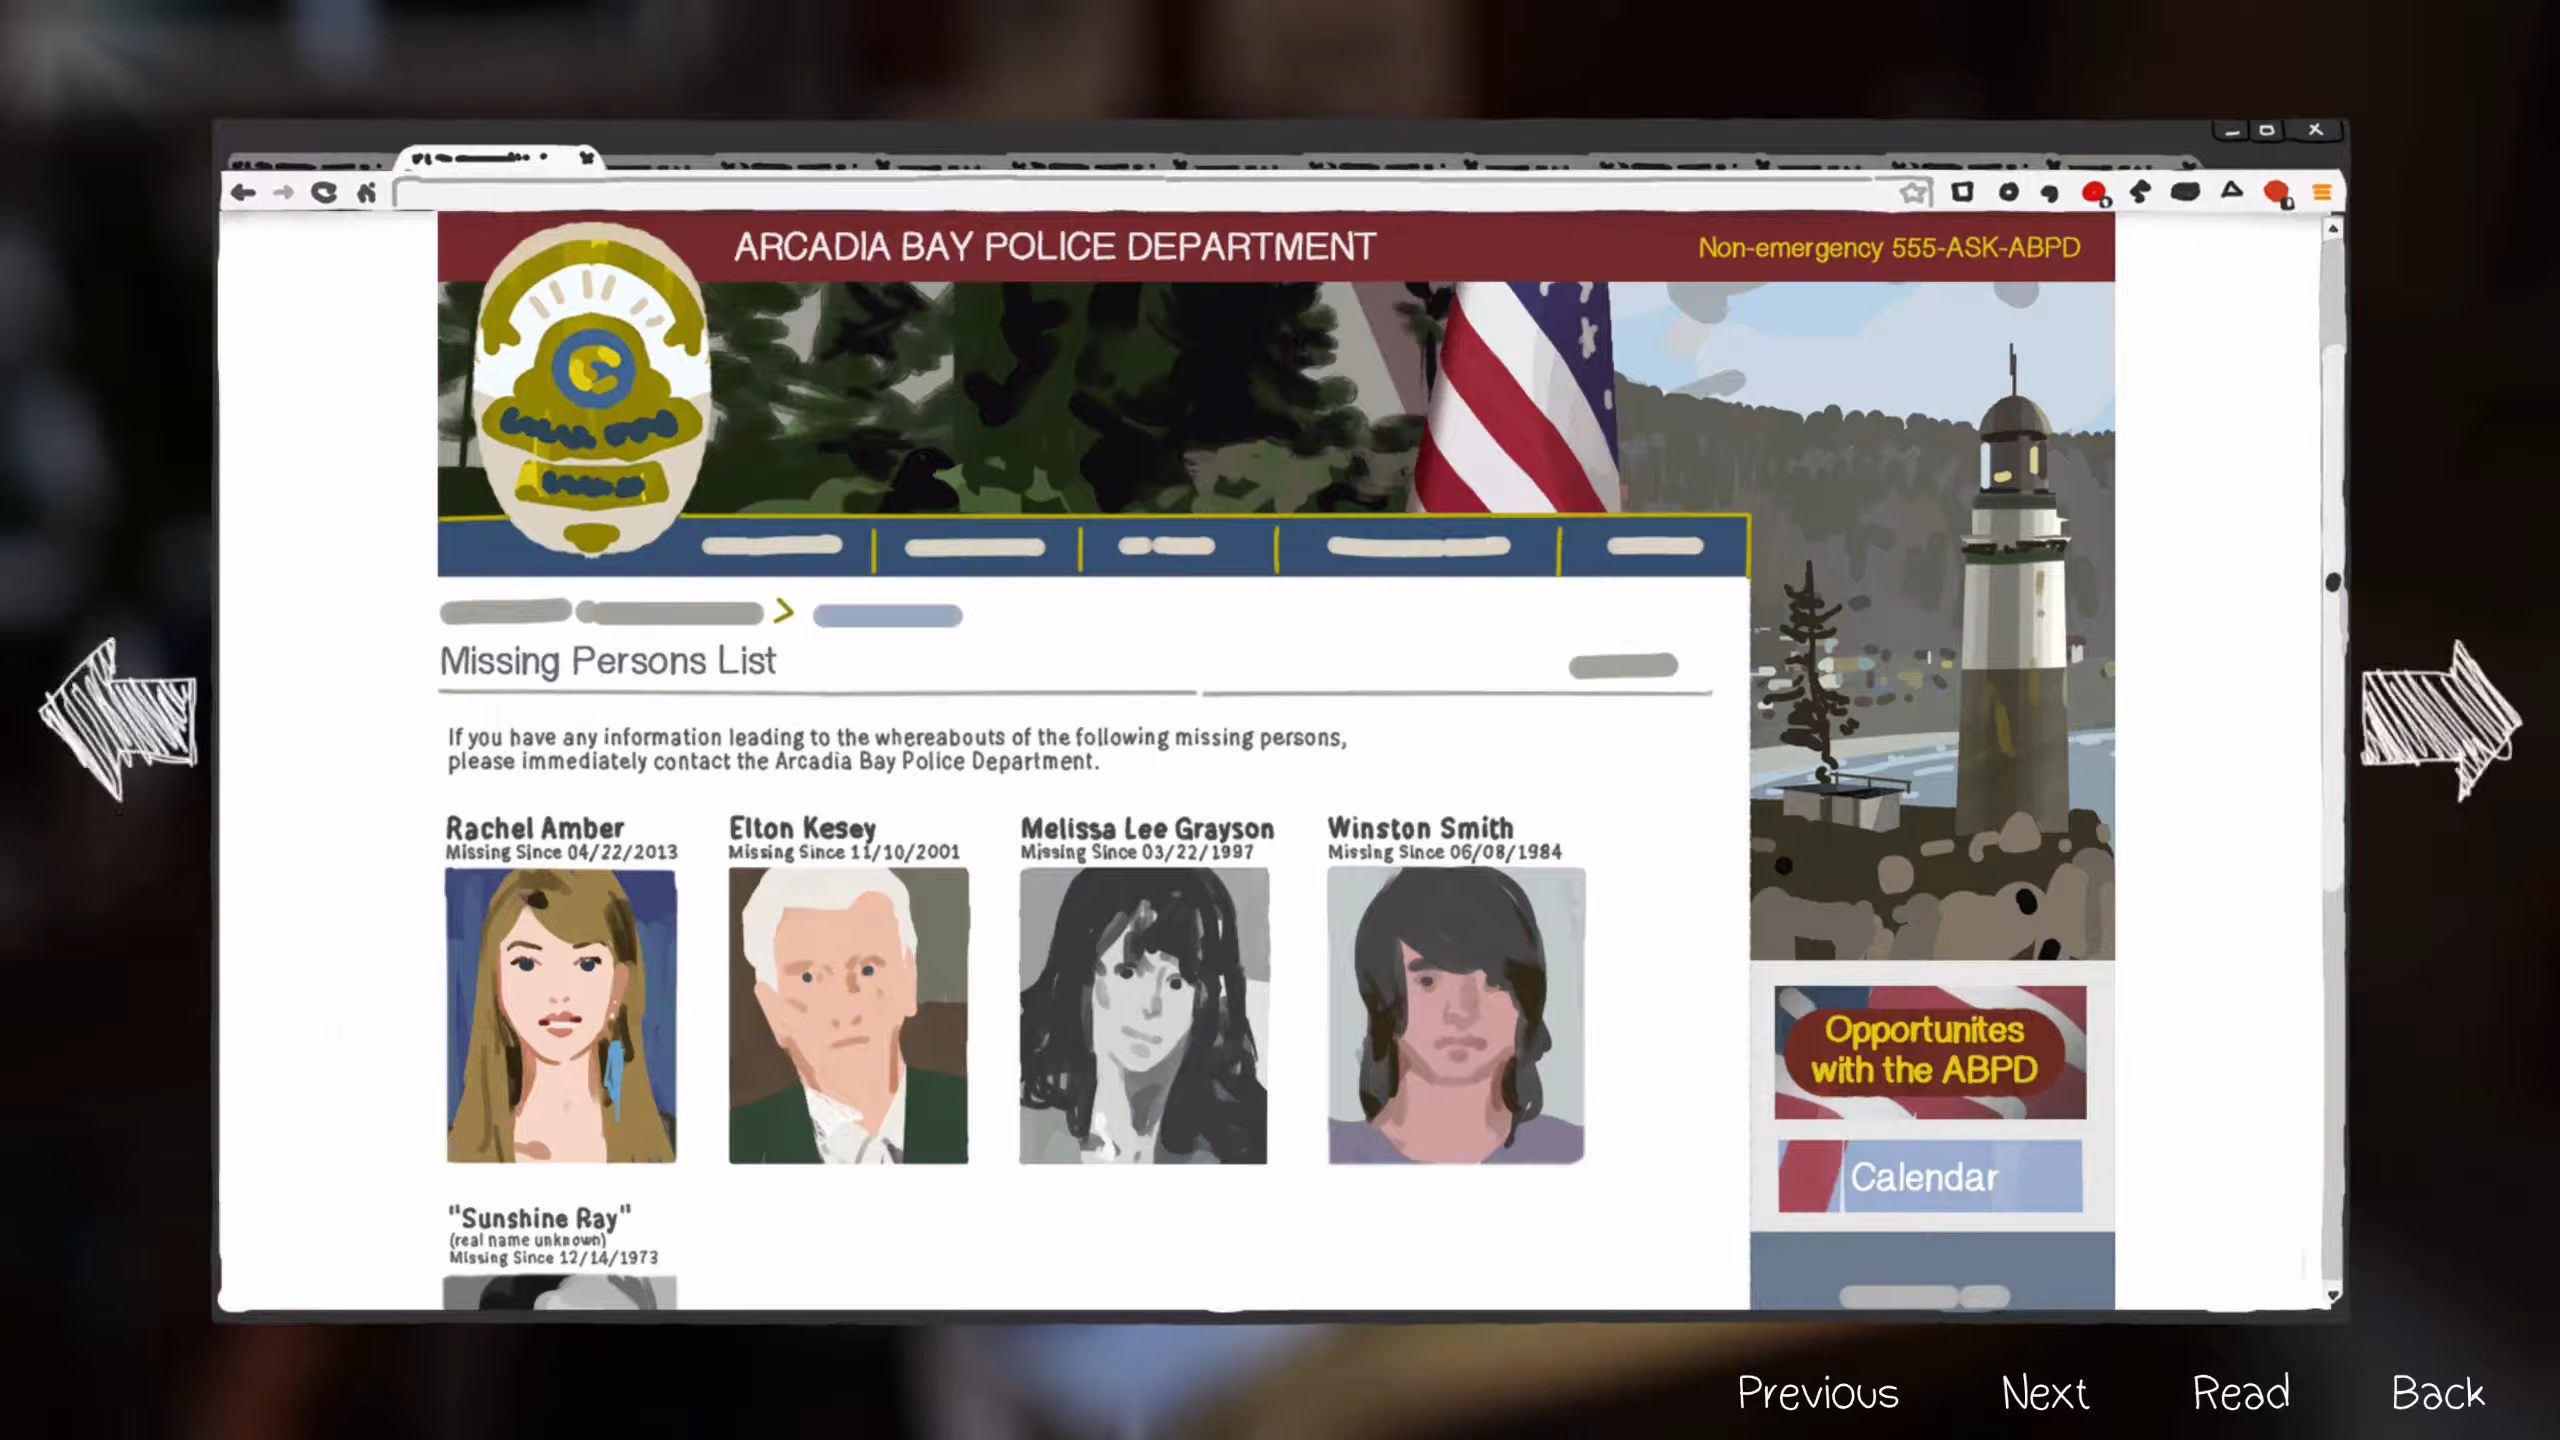 ARCADIA BAY POLICE DEPARTMENT
Non-emergency 555-ASK-ABPD
Missing Persons List
If you have any information leading to the whereabouts of the following missing persons,
please immediately contact the Arcadia Bay Police Department.
Rachel Amber
Missing Since 04/22/2013
Elton Kesey
Missing Since 11/10/2001
Melissa Lee Grayson
Missing Since 03/22/1997
Winston Smith
Missing Since 06/08/1984
"Sunshine Ray"
(real name unknown)
Missing Since 12/14/1973
Opportunites
with the ABPD
Calendar
Previous
Next
Read
Back